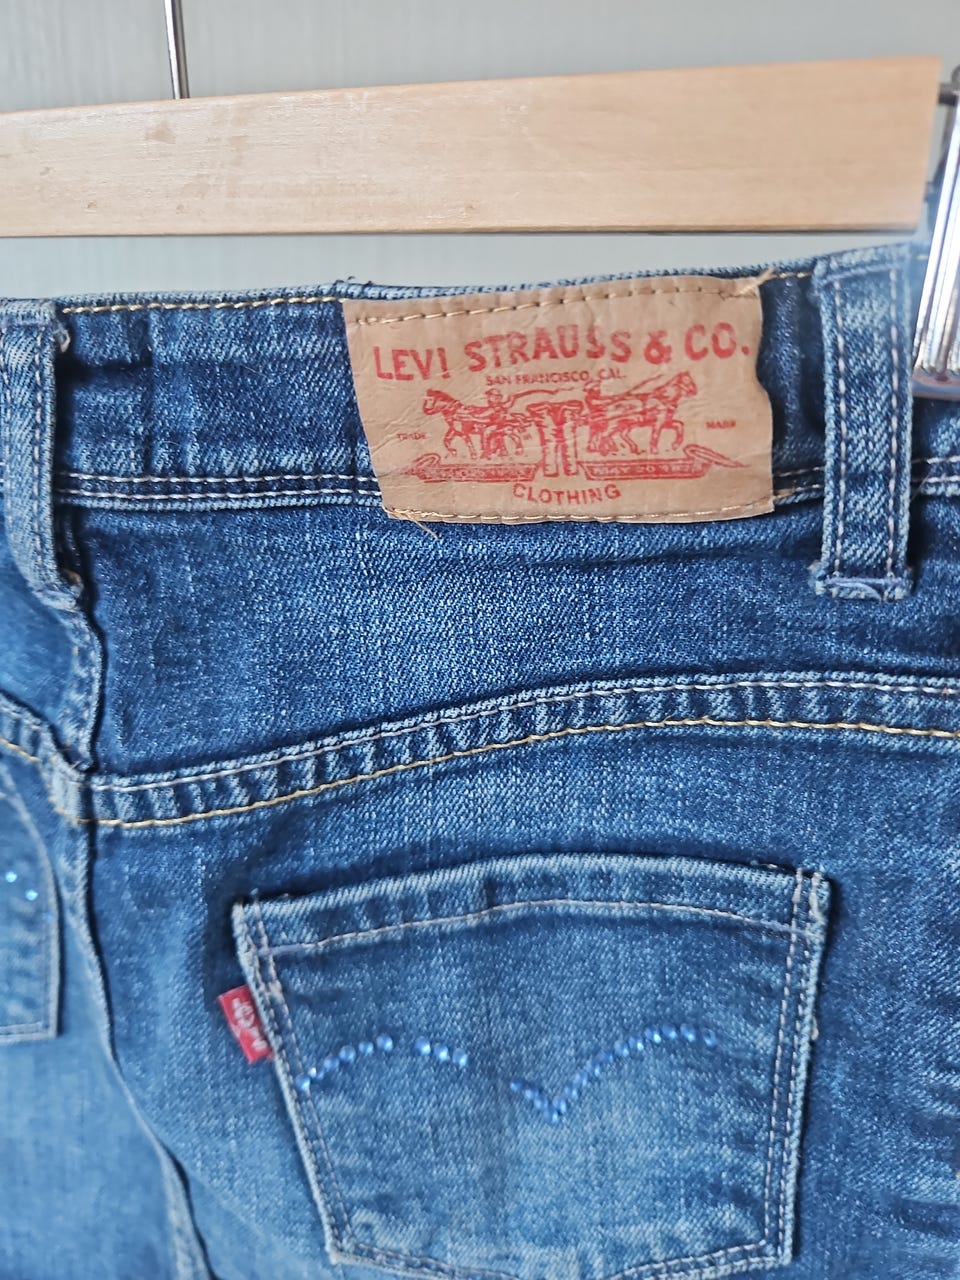 LEVI STRAUSS & CO.
SAN FRANCISCO, CAL.
TRADE MARK
CLOTHING